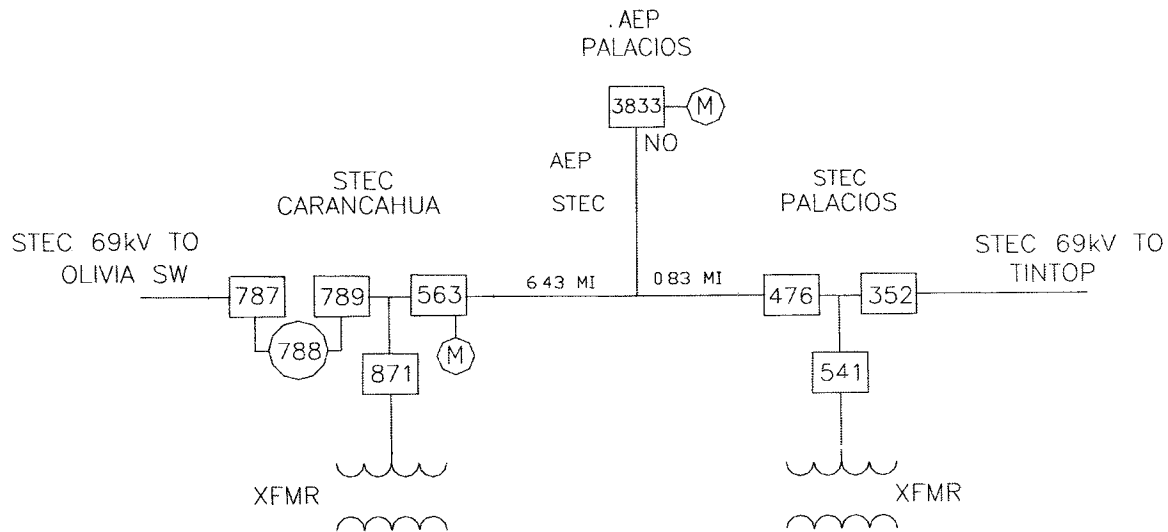 .AEP
PALACIOS
3833
M
NO
AEP
STEC
STEC
CARANCAHUA
STEC
PALACIOS
STEC 69kV TO
OLIVIA SW
STEC 69kV TO
TINTOP
787
789
563
6 43 MI
0 83 MI
476
352
788
M
871
541
XFMR
XFMR